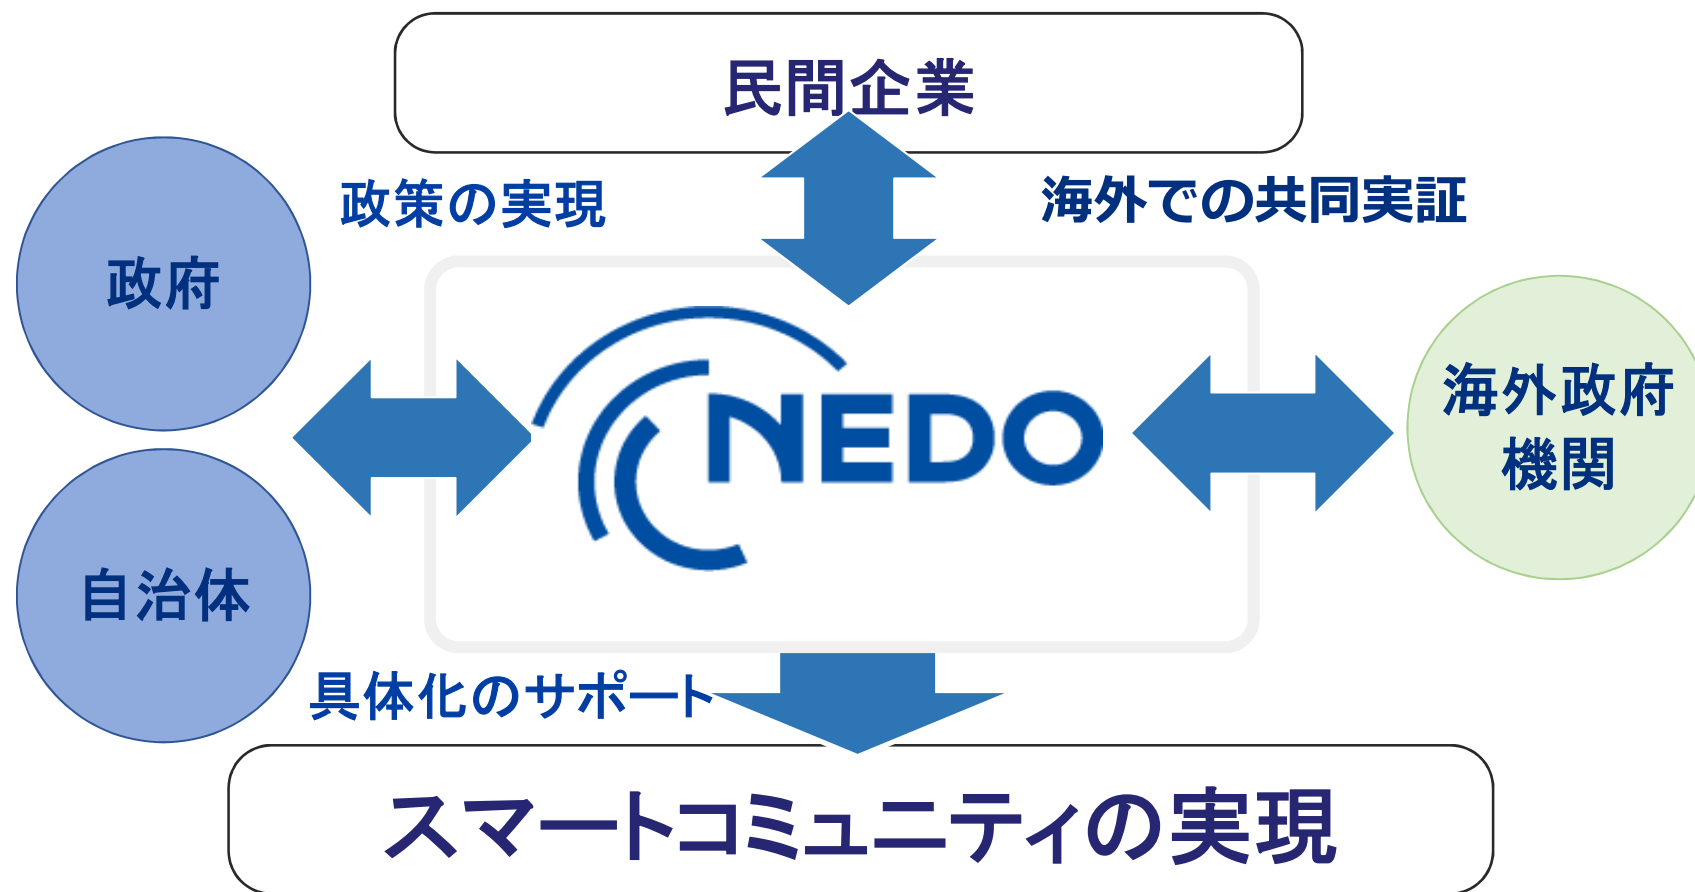 民間企業
政策の実現
海外での共同実証
政府
NEDO
海外政府
機関
自治体
具体化のサポート
スマートコミュニティの実現